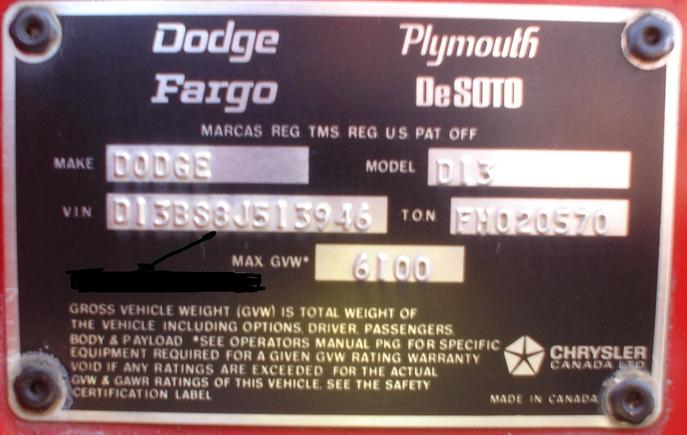 Dodge Plymouth
Fargo DeSOTO
MARCAS REG TMS REG US PAT OFF
MAKE DODGE MODEL D13
VIN D13BS8J513946 T.O.N FH020570
MAX GVW* 6100
GROSS VEHICLE WEIGHT (GVW) IS TOTAL WEIGHT OF
THE VEHICLE INCLUDING OPTIONS, DRIVER, PASSENGERS,
BODY & PAYLOAD *SEE OPERATORS MANUAL PKG FOR SPECIFIC
EQUIPMENT REQUIRED FOR A GIVEN GVW RATING WARRANTY
VOID IF ANY RATINGS ARE EXCEEDED FOR THE ACTUAL
GVW & GAWR RATINGS OF THIS VEHICLE, SEE THE SAFETY
CERTIFICATION LABEL
CHRYSLER
CANADA LTD
MADE IN CANADA